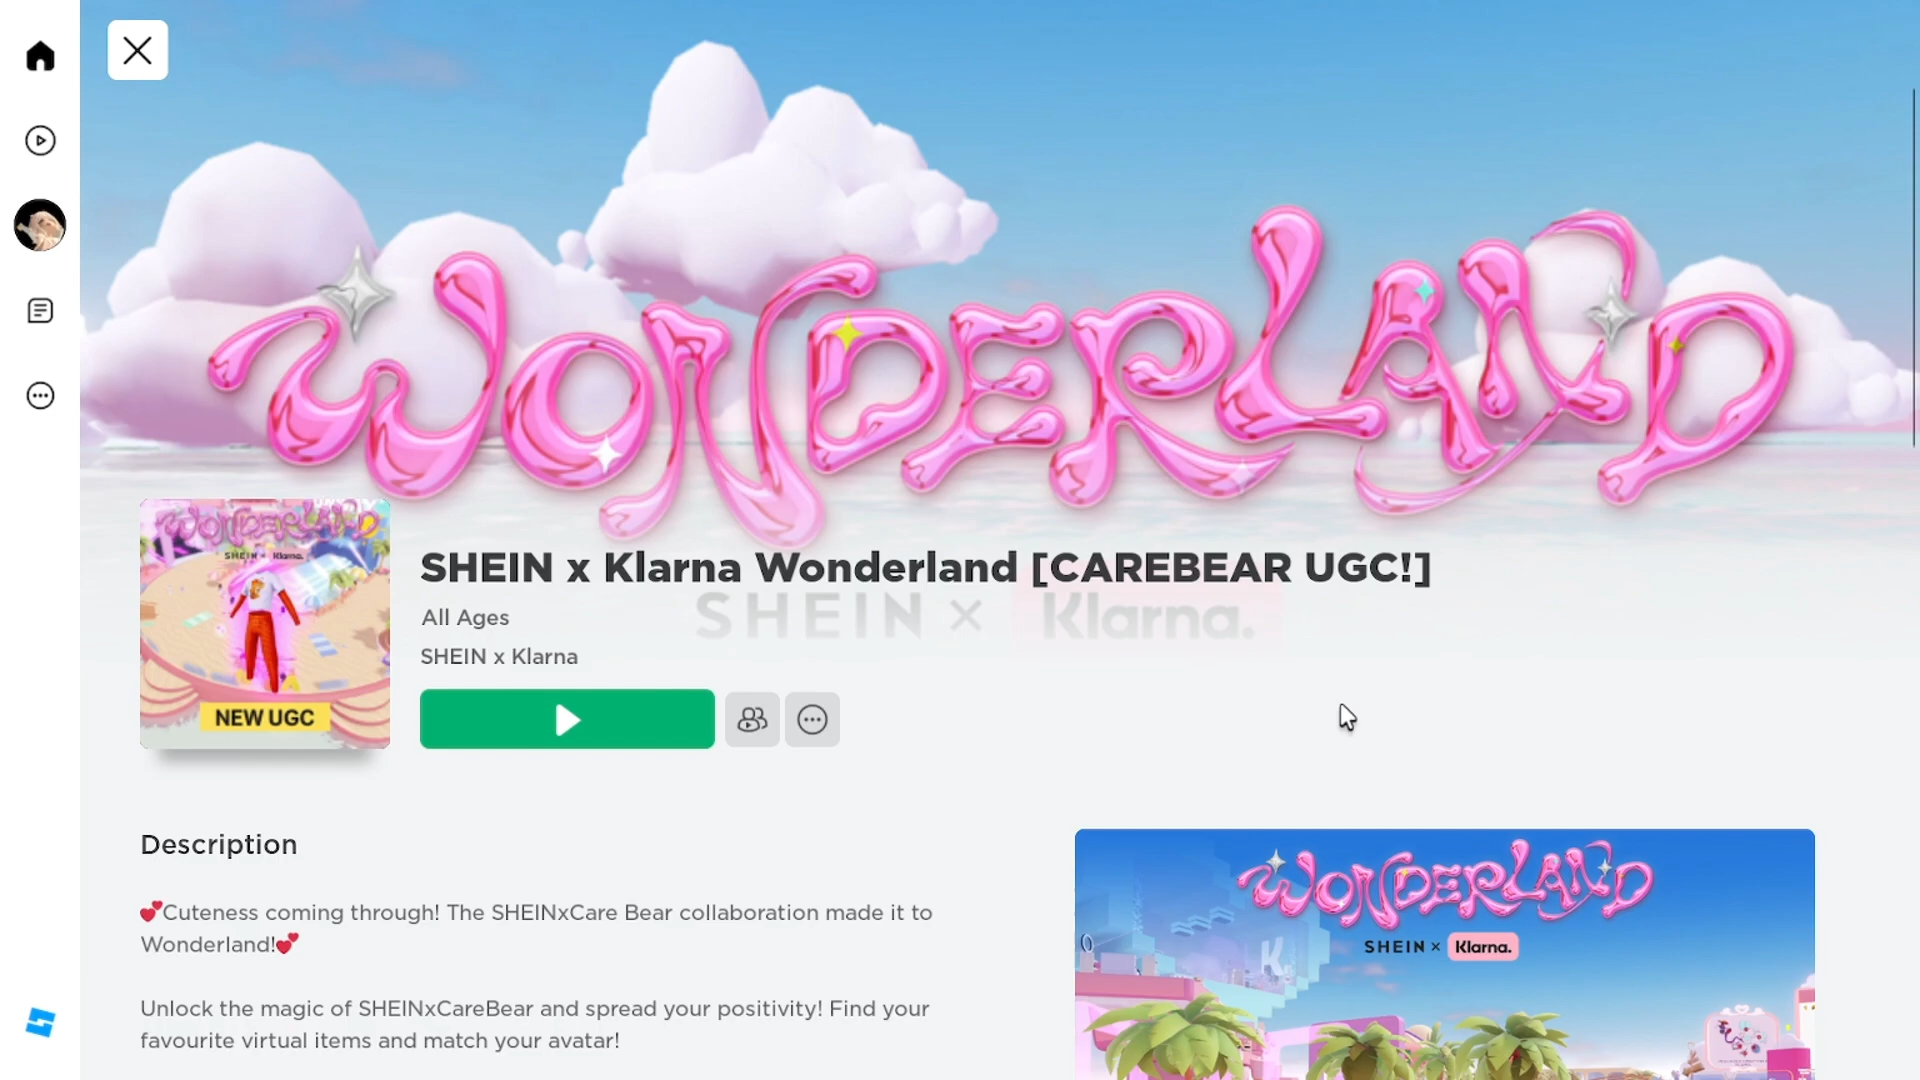 WONDERLAND
SHEIN × Klarna.
WONDERLAND
SHEIN × Klarna.
NEW UGC
SHEIN x Klarna Wonderland [CAREBEAR UGC!]
All Ages
SHEIN x Klarna
Description
💕Cuteness coming through! The SHEINxCare Bear collaboration made it to
Wonderland!💕
Unlock the magic of SHEINxCareBear and spread your positivity! Find your
favourite virtual items and match your avatar!
WONDERLAND
SHEIN × Klarna.
K.